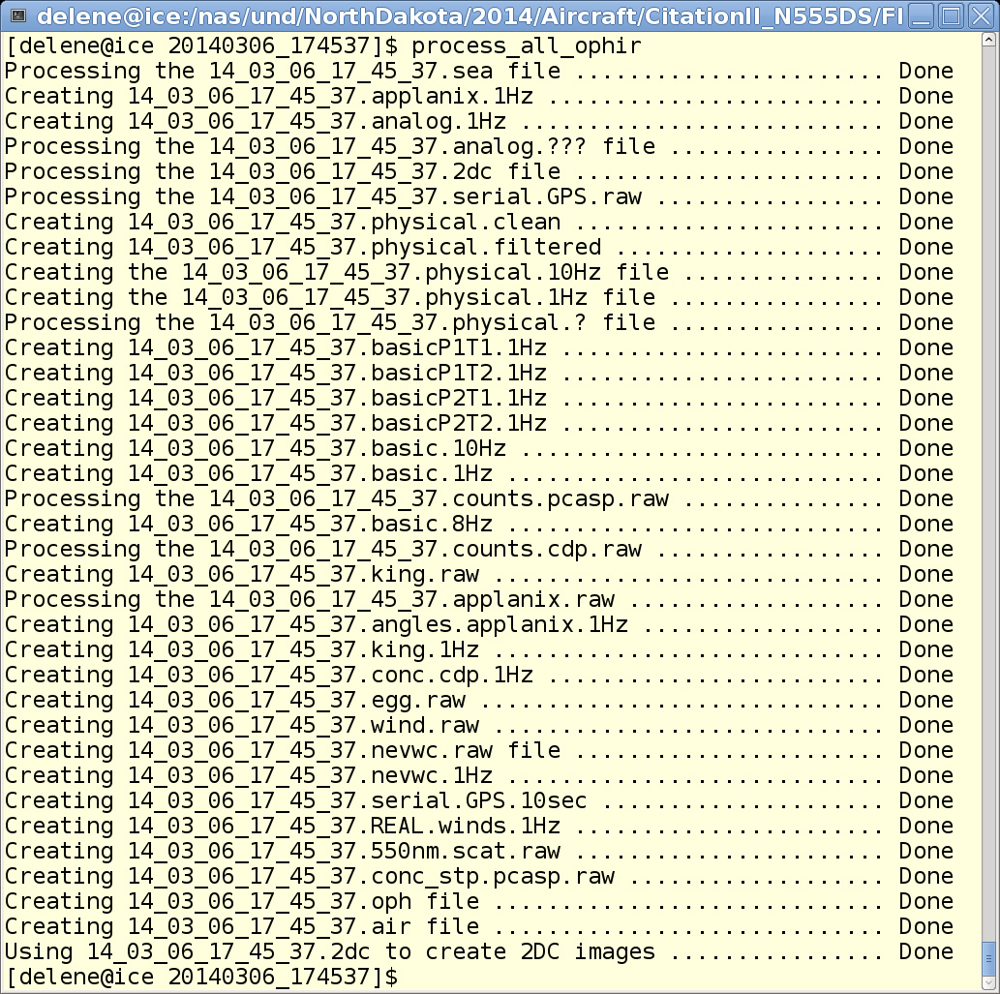 delene@ice:/nas/und/NorthDakota/2014/Aircraft/CitationII_N555DS/Fl
[delene@ice 20140306_174537]$ process_all_ophir
Processing the 14_03_06_17_45_37.sea file ....................... Done
Creating 14_03_06_17_45_37.applanix.1Hz ......................... Done
Creating 14_03_06_17_45_37.analog.1Hz ........................... Done
Processing the 14_03_06_17_45_37.analog.??? file ................ Done
Processing the 14_03_06_17_45_37.2dc file ....................... Done
Processing the 14_03_06_17_45_37.serial.GPS.raw ................. Done
Creating 14_03_06_17_45_37.physical.clean ....................... Done
Creating 14_03_06_17_45_37.physical.filtered .................... Done
Creating the 14_03_06_17_45_37.physical.10Hz file ............... Done
Creating the 14_03_06_17_45_37.physical.1Hz file ................ Done
Processing the 14_03_06_17_45_37.physical.? file ................ Done
Creating 14_03_06_17_45_37.basicP1T1.1Hz ........................ Done
Creating 14_03_06_17_45_37.basicP1T2.1Hz ........................ Done
Creating 14_03_06_17_45_37.basicP2T1.1Hz ........................ Done
Creating 14_03_06_17_45_37.basicP2T2.1Hz ........................ Done
Creating 14_03_06_17_45_37.basic.10Hz ........................... Done
Creating 14_03_06_17_45_37.basic.1Hz ............................ Done
Processing the 14_03_06_17_45_37.counts.pcasp.raw ............... Done
Creating 14_03_06_17_45_37.basic.8Hz ............................ Done
Processing the 14_03_06_17_45_37.counts.cdp.raw ................. Done
Creating 14_03_06_17_45_37.king.raw ............................. Done
Processing the 14_03_06_17_45_37.applanix.raw ................... Done
Creating 14_03_06_17_45_37.angles.applanix.1Hz .................. Done
Creating 14_03_06_17_45_37.king.1Hz ............................. Done
Creating 14_03_06_17_45_37.conc.cdp.1Hz ......................... Done
Creating 14_03_06_17_45_37.egg.raw .............................. Done
Creating 14_03_06_17_45_37.wind.raw ............................. Done
Creating 14_03_06_17_45_37.nevwc.raw file ....................... Done
Creating 14_03_06_17_45_37.nevwc.1Hz ............................ Done
Creating 14_03_06_17_45_37.serial.GPS.10sec ..................... Done
Creating 14_03_06_17_45_37.REAL.winds.1Hz ....................... Done
Creating 14_03_06_17_45_37.550nm.scat.raw ....................... Done
Creating 14_03_06_17_45_37.conc_stp.pcasp.raw ................... Done
Creating 14_03_06_17_45_37.oph file ............................. Done
Creating 14_03_06_17_45_37.air file ............................. Done
Using 14_03_06_17_45_37.2dc to create 2DC images ................ Done
[delene@ice 20140306_174537]$